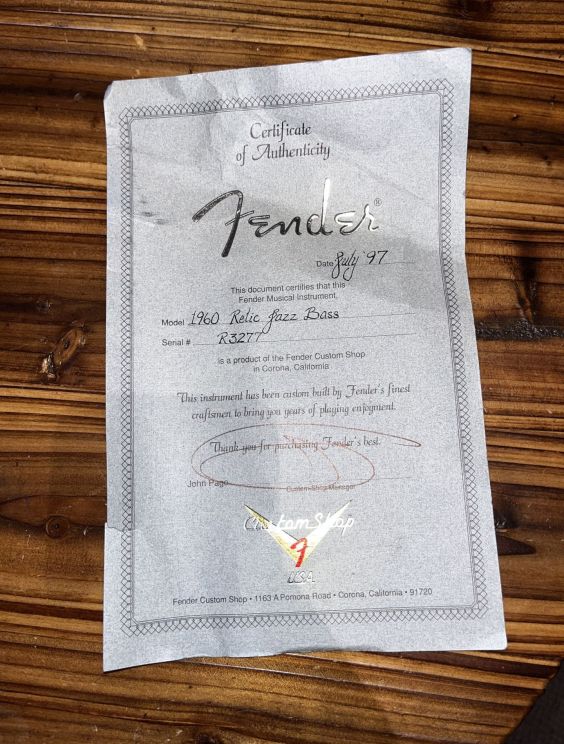 Certificate
of Authenticity
Fender®
Date July '97
This document certifies that this
Fender Musical Instrument,
Model 1960 Relic Jazz Bass
Serial # R3277
is a product of the Fender Custom Shop
in Corona, California
This instrument has been custom built by Fender's finest
craftsmen to bring you years of playing enjoyment.
Thank you for purchasing Fender's best.
John Page Custom Shop Manager
Custom Shop
USA
Fender Custom Shop • 1163 A Pomona Road • Corona, California • 91720